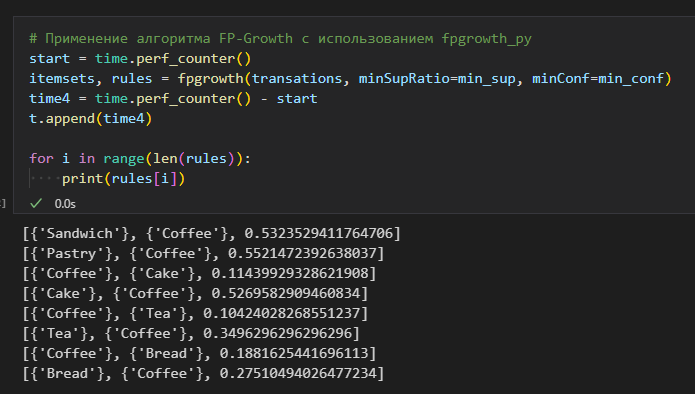 # Применение алгоритма FP-Growth с использованием fpgrowth_py
start = time.perf_counter()
itemsets, rules = fpgrowth(transations, minSupRatio=min_sup, minConf=min_conf)
time4 = time.perf_counter() - start
t.append(time4)
for i in range(len(rules)):
····print(rules[i])
]
✓ 0.0s
[{'Sandwich'}, {'Coffee'}, 0.5323529411764706]
[{'Pastry'}, {'Coffee'}, 0.5521472392638037]
[{'Coffee'}, {'Cake'}, 0.11439929328621908]
[{'Cake'}, {'Coffee'}, 0.5269582909460834]
[{'Coffee'}, {'Tea'}, 0.10424028268551237]
[{'Tea'}, {'Coffee'}, 0.3496296296296296]
[{'Coffee'}, {'Bread'}, 0.1881625441696113]
[{'Bread'}, {'Coffee'}, 0.27510494026477234]